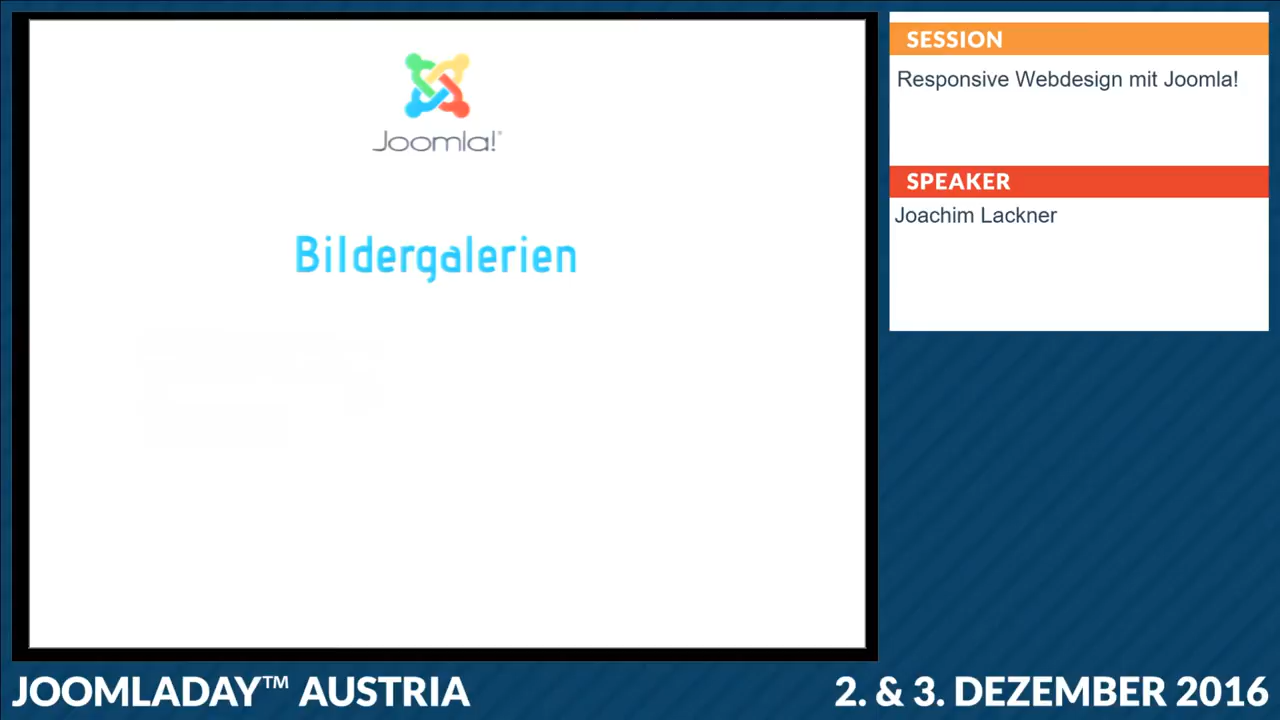 Joomla!®
Bildergalerien
SESSION
Responsive Webdesign mit Joomla!
SPEAKER
Joachim Lackner
JOOMLADAY™ AUSTRIA
2. & 3. DEZEMBER 2016